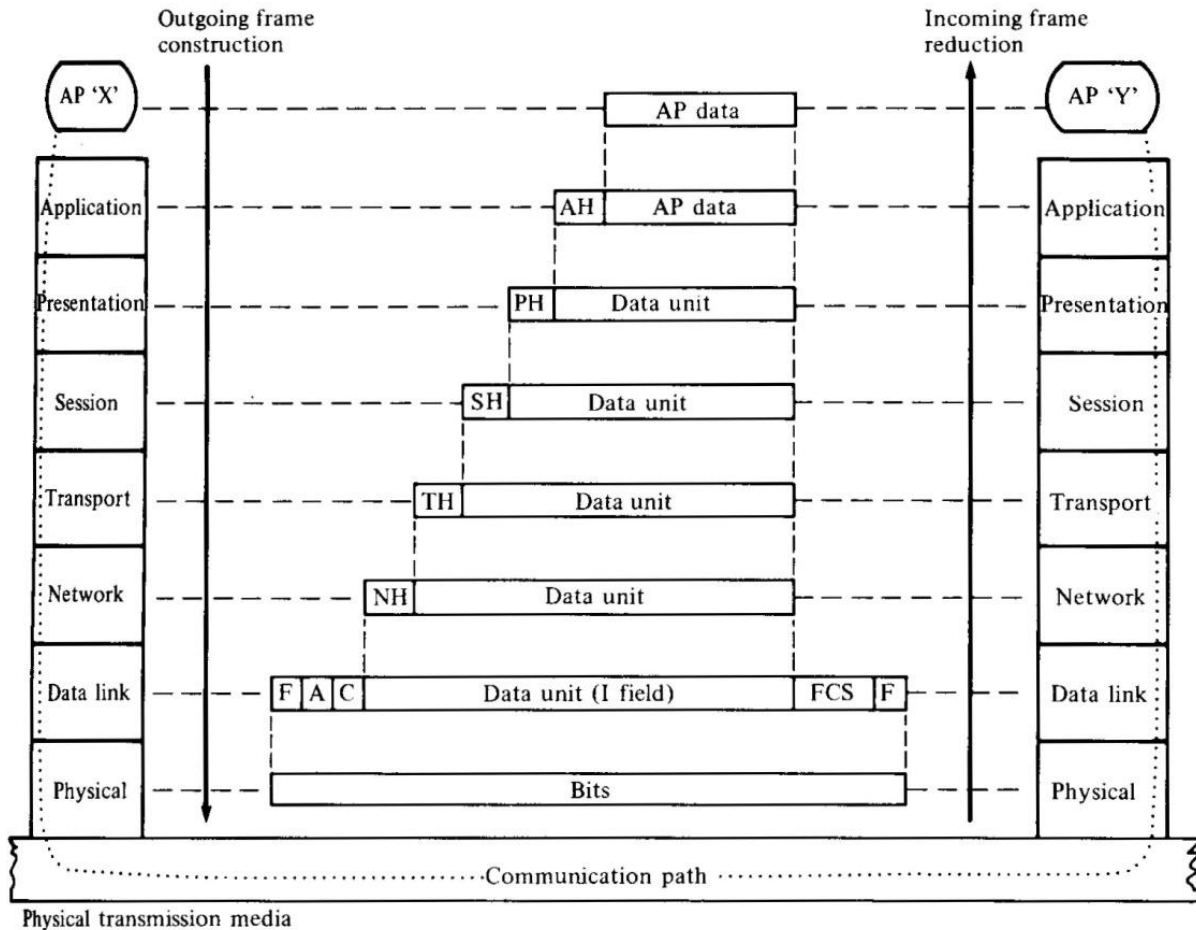 Outgoing frame
construction
Incoming frame
reduction
AP 'X'
AP data
AP 'Y'
Application
AH
AP data
Application
Presentation
PH
Data unit
Presentation
Session
SH
Data unit
Session
Transport
TH
Data unit
Transport
Network
NH
Data unit
Network
Data link
F
A
C
Data unit (I field)
FCS
F
Data link
Physical
Bits
Physical
Communication path
Physical transmission media